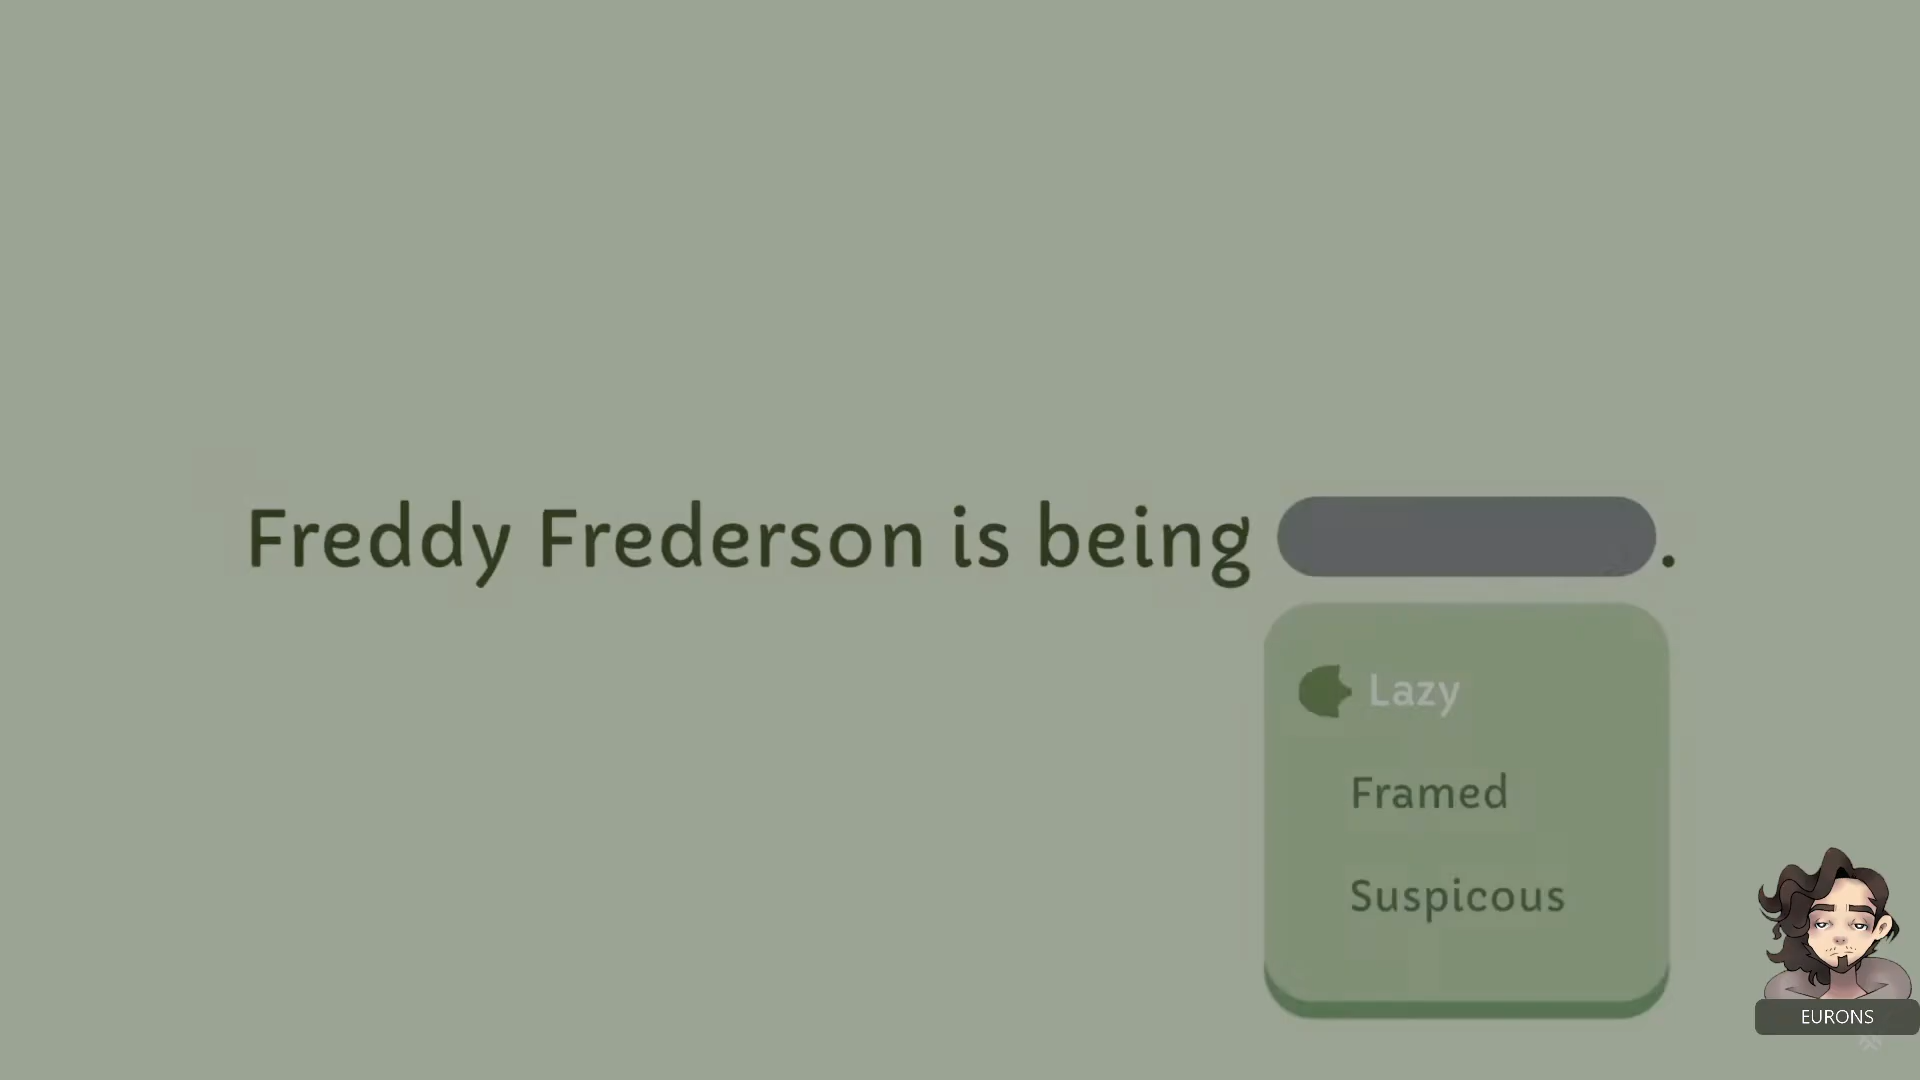 Freddy Frederson is being .
Lazy
Framed
Suspicous
EURONS